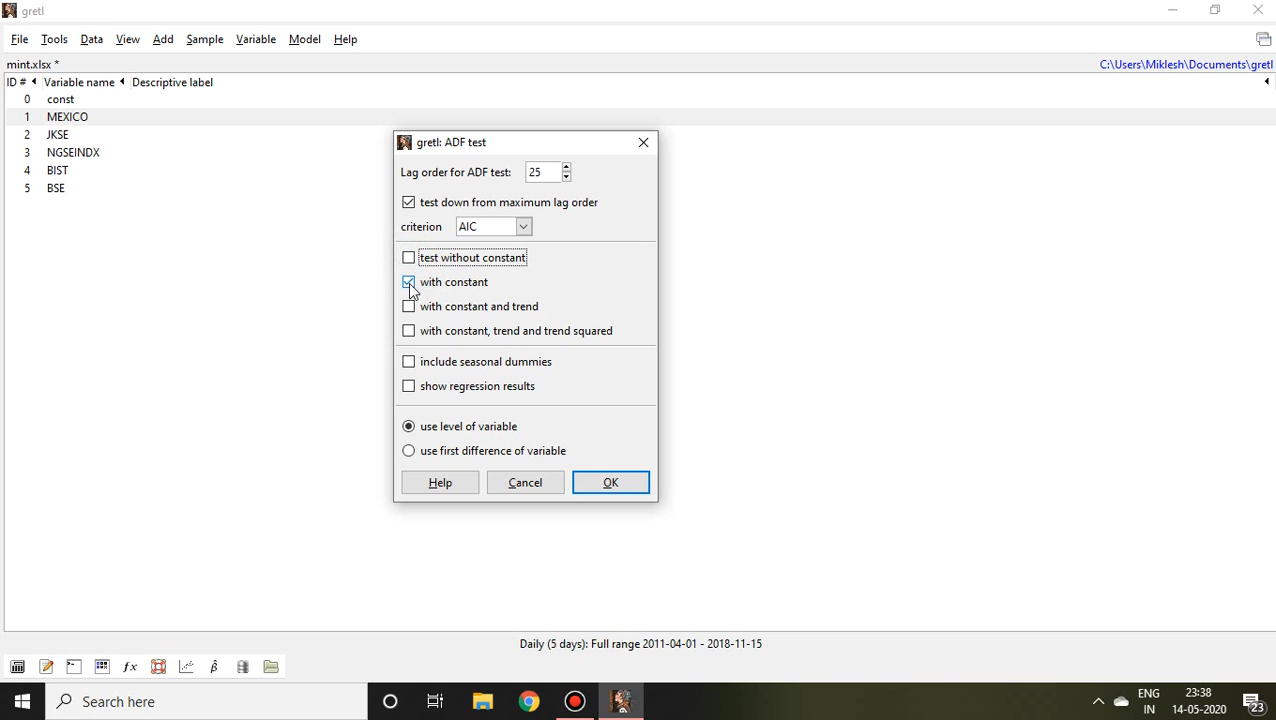 gretl
File Tools Data View Add Sample Variable Model Help
mint.xlsx * C:\Users\Miklesh\Documents\gretl
ID # Variable name Descriptive label
0 const
1 MEXICO
2 JKSE
3 NGSEINDX
4 BIST
5 BSE
gretl: ADF test
Lag order for ADF test: 25
test down from maximum lag order
criterion AIC
test without constant
with constant
with constant and trend
with constant, trend and trend squared
include seasonal dummies
show regression results
use level of variable
use first difference of variable
Help Cancel OK
Daily (5 days): Full range 2011-04-01 - 2018-11-15
fx β̂
Search here
ENG 23:38
IN 14-05-2020 23